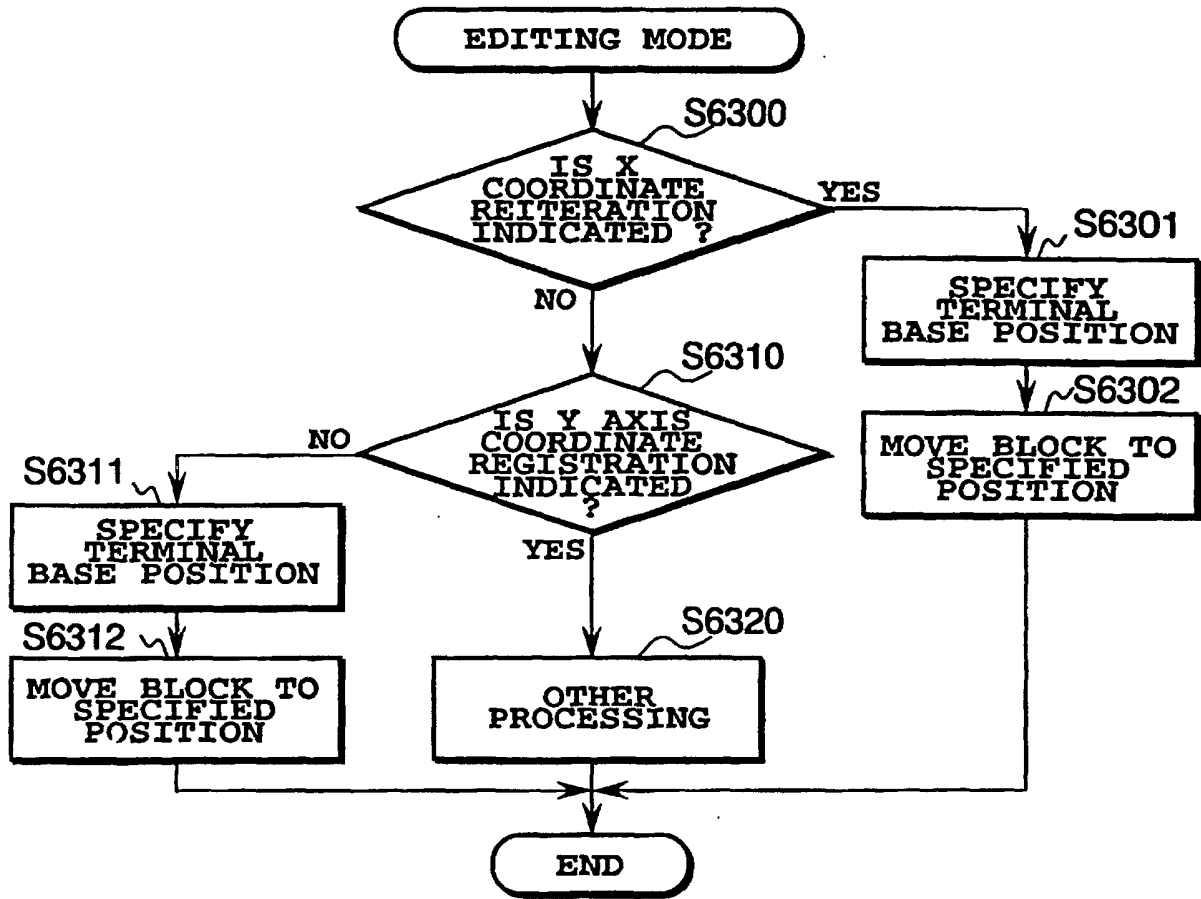 EDITING MODE
S6300
IS X
COORDINATE
REITERATION
INDICATED ?
YES
NO
S6301
SPECIFY
TERMINAL
BASE POSITION
S6302
MOVE BLOCK TO
SPECIFIED
POSITION
S6310
IS Y AXIS
COORDINATE
REGISTRATION
INDICATED
?
NO
YES
S6311
SPECIFY
TERMINAL
BASE POSITION
S6312
MOVE BLOCK TO
SPECIFIED
POSITION
S6320
OTHER
PROCESSING
END